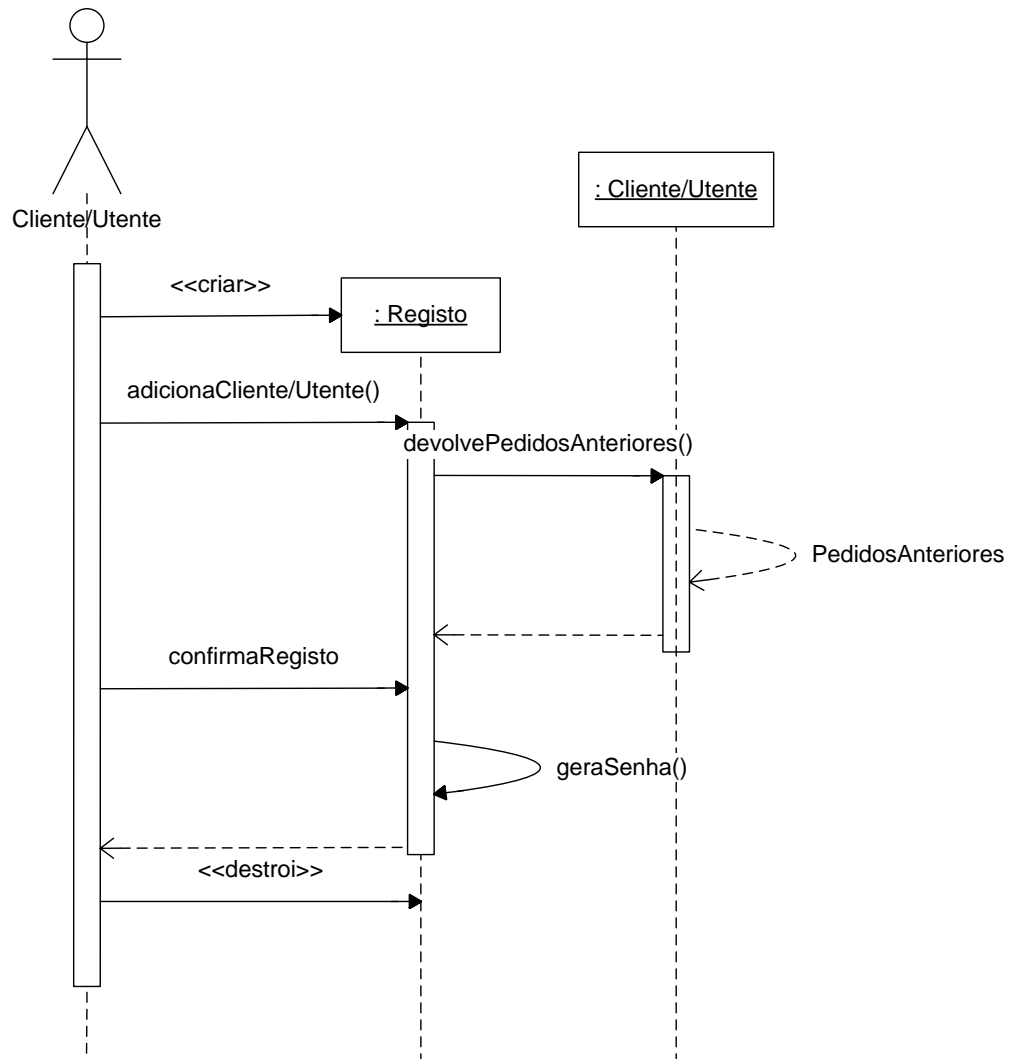 : Cliente/Utente
Cliente/Utente
<<criar>>
: Registo
adicionaCliente/Utente()
devolvePedidosAnteriores()
PedidosAnteriores
confirmaRegisto
geraSenha()
<<destroi>>